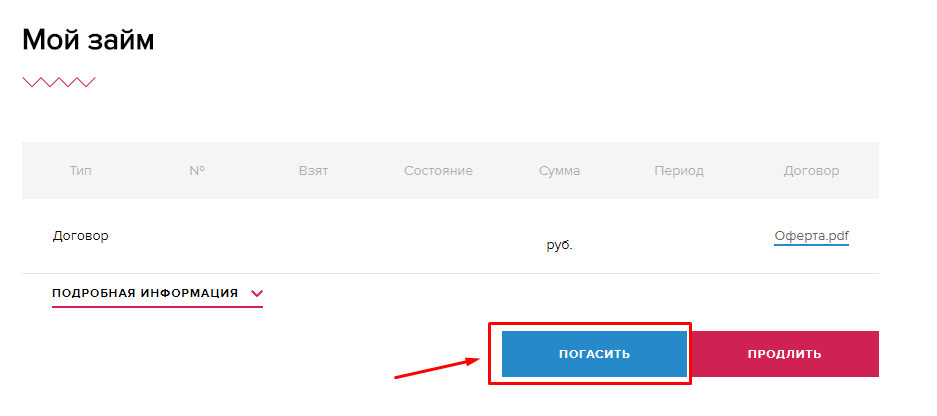 Мой займ
Тип № Взят Состояние Сумма Период Договор
Договор руб. Оферта.pdf
ПОДРОБНАЯ ИНФОРМАЦИЯ
ПОГАСИТЬ ПРОДЛИТЬ